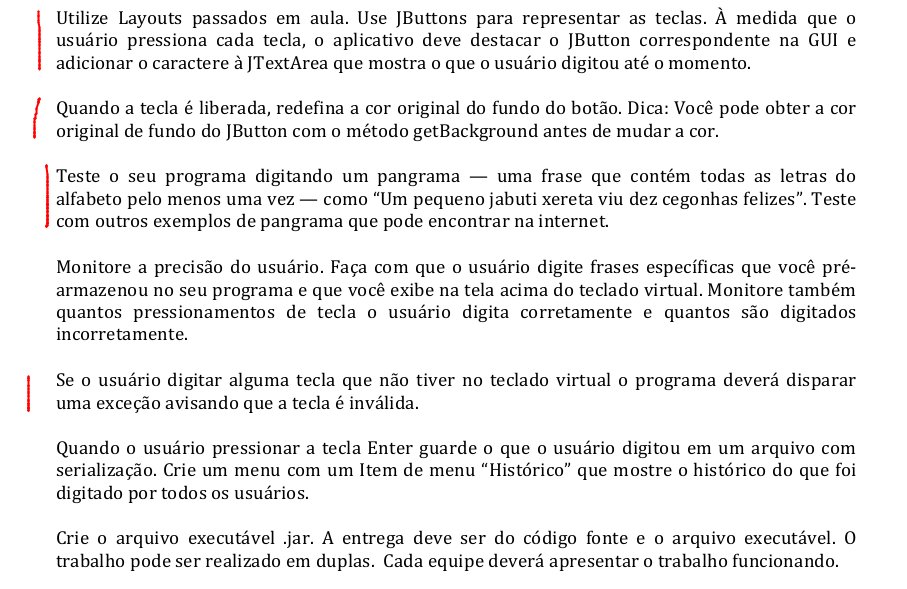 Utilize Layouts passados em aula. Use JButtons para representar as teclas. À medida que o
usuário pressiona cada tecla, o aplicativo deve destacar o JButton correspondente na GUI e
adicionar o caractere à JTextArea que mostra o que o usuário digitou até o momento.
Quando a tecla é liberada, redefina a cor original do fundo do botão. Dica: Você pode obter a cor
original de fundo do JButton com o método getBackground antes de mudar a cor.
Teste o seu programa digitando um pangrama — uma frase que contém todas as letras do
alfabeto pelo menos uma vez — como “Um pequeno jabuti xereta viu dez cegonhas felizes”. Teste
com outros exemplos de pangrama que pode encontrar na internet.
Monitore a precisão do usuário. Faça com que o usuário digite frases específicas que você pré-
armazenou no seu programa e que você exibe na tela acima do teclado virtual. Monitore também
quantos pressionamentos de tecla o usuário digita corretamente e quantos são digitados
incorretamente.
Se o usuário digitar alguma tecla que não tiver no teclado virtual o programa deverá disparar
uma exceção avisando que a tecla é inválida.
Quando o usuário pressionar a tecla Enter guarde o que o usuário digitou em um arquivo com
serialização. Crie um menu com um Item de menu “Histórico” que mostre o histórico do que foi
digitado por todos os usuários.
Crie o arquivo executável .jar. A entrega deve ser do código fonte e o arquivo executável. O
trabalho pode ser realizado em duplas. Cada equipe deverá apresentar o trabalho funcionando.